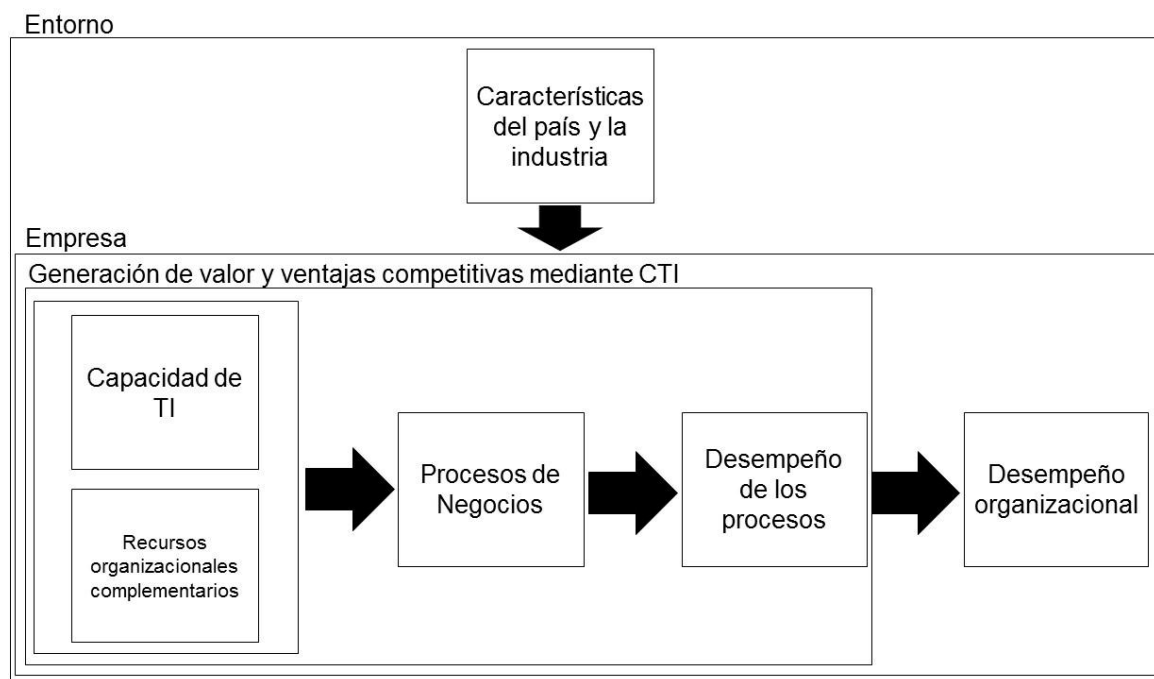 Entorno
Características
del país y la
industria
Empresa
Generación de valor y ventajas competitivas mediante CTI
Capacidad de
TI
Recursos
organizacionales
complementarios
Procesos de
Negocios
Desempeño
de los
procesos
Desempeño
organizacional